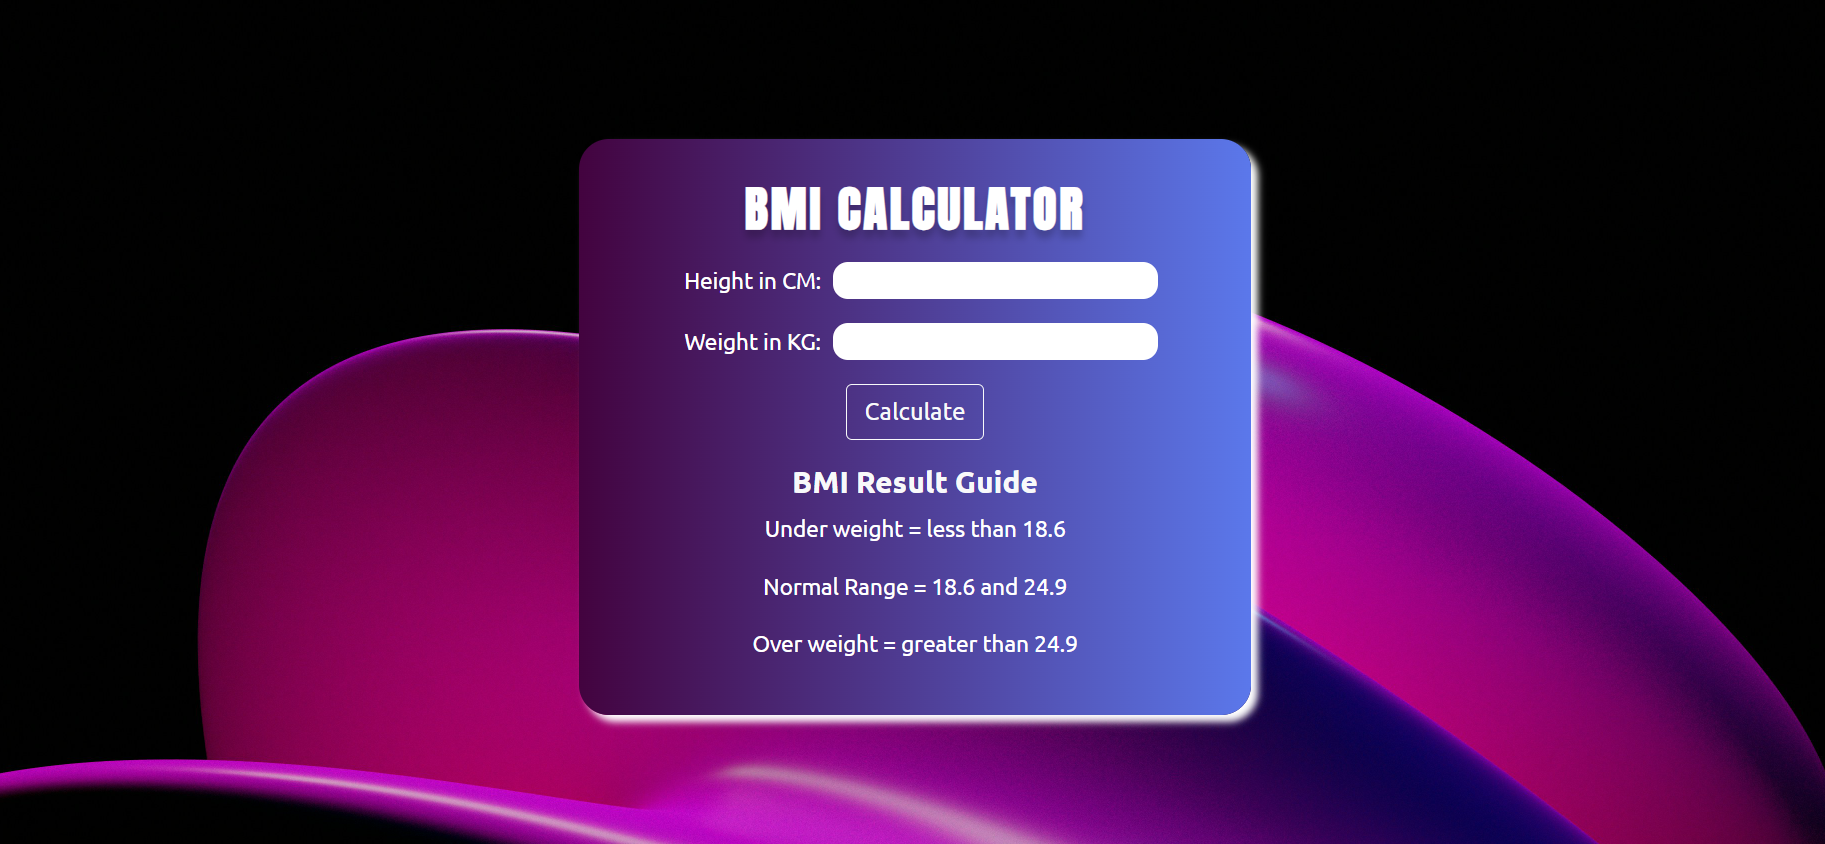 BMI CALCULATOR
Height in CM:
Weight in KG:
Calculate
BMI Result Guide
Under weight = less than 18.6
Normal Range = 18.6 and 24.9
Over weight = greater than 24.9